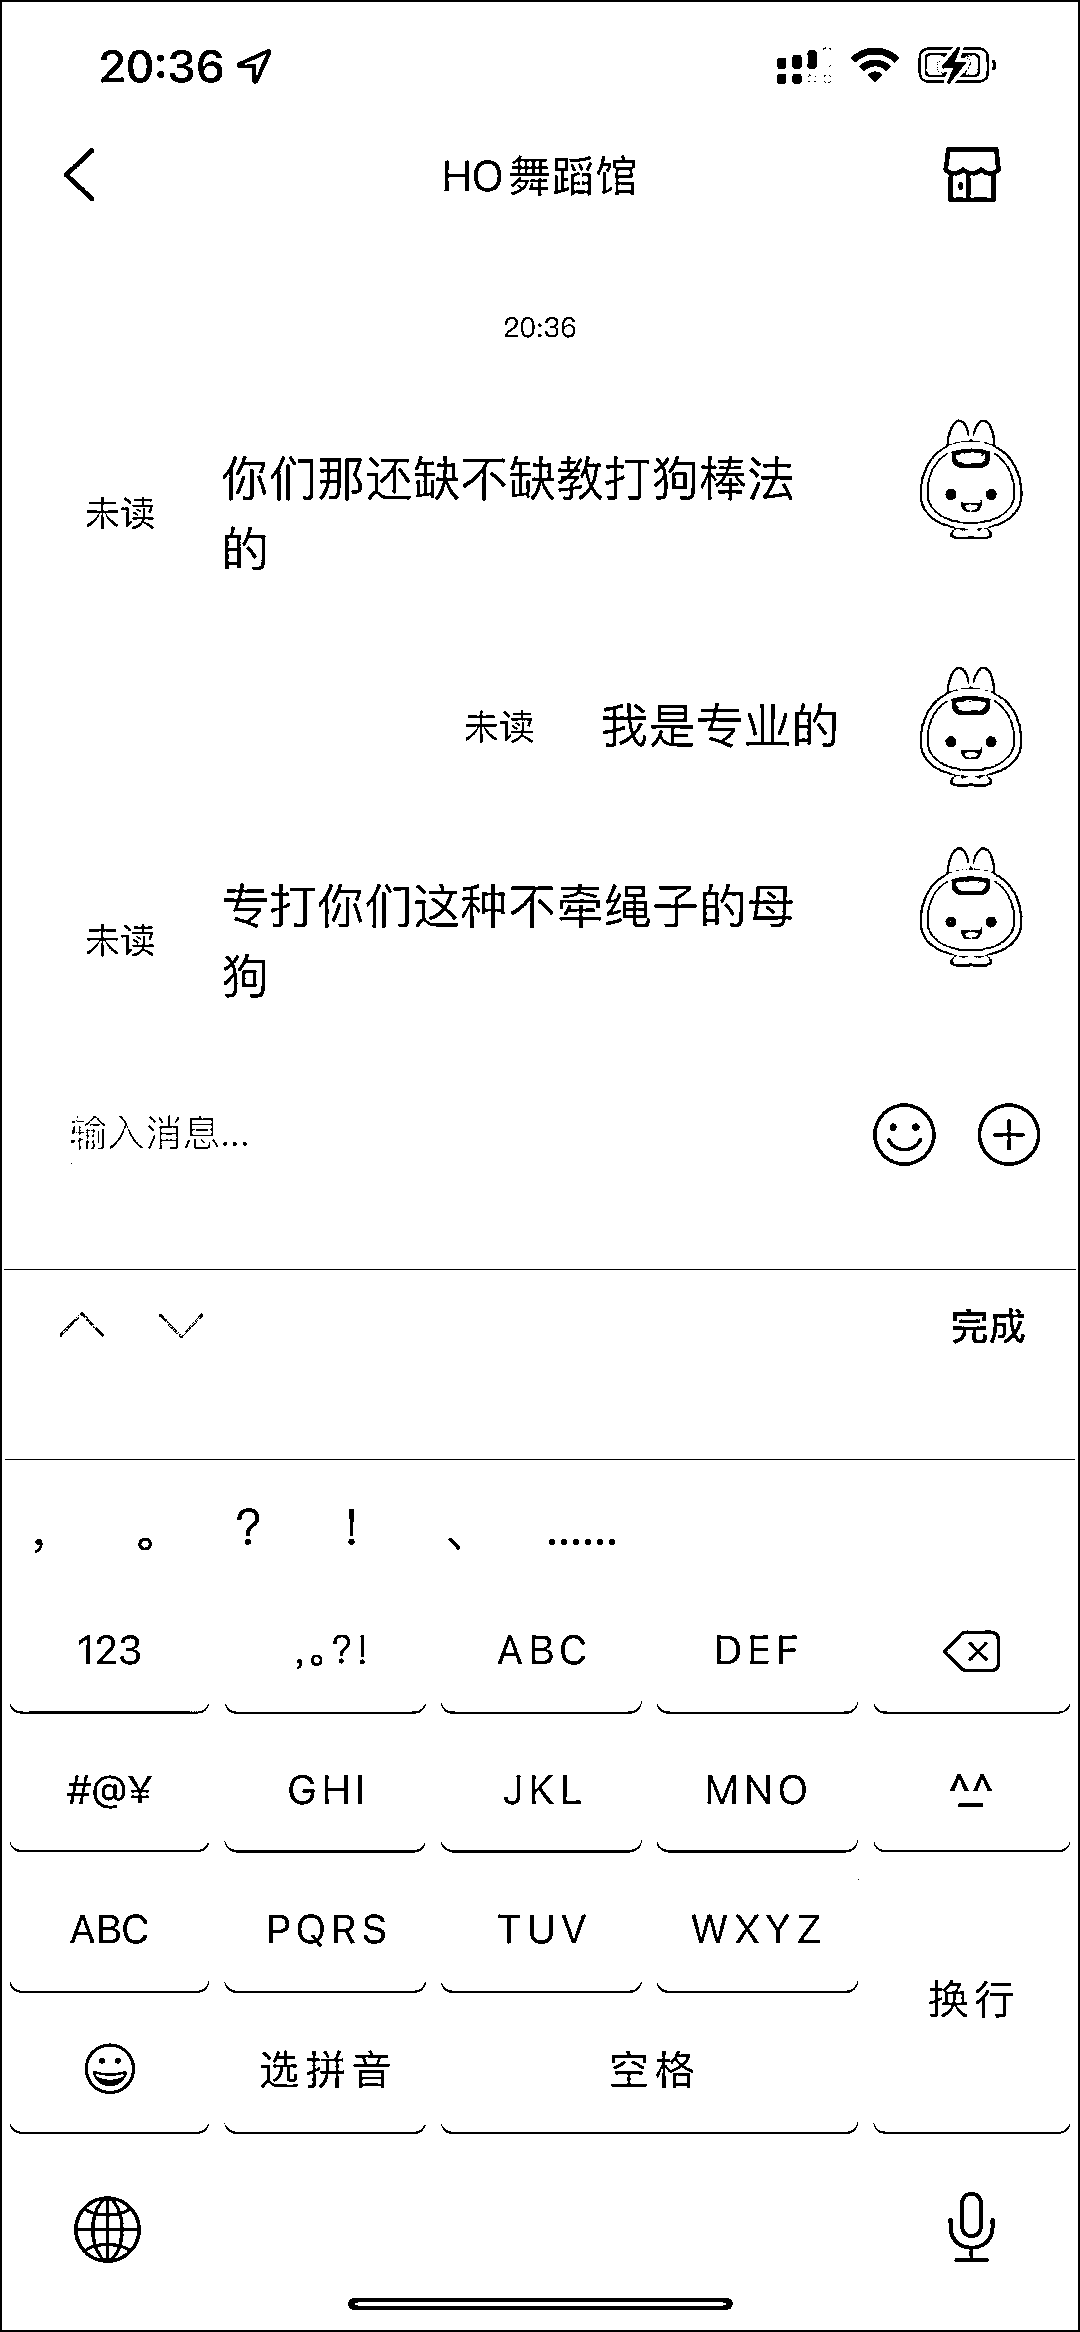 20:36
HO舞蹈馆
20:36
你们那还缺不缺教打狗棒法
的
未读
未读
我是专业的
专打你们这种不牵绳子的母
狗
未读
输入消息...
完成
， 。 ? ! 、 ……
123 ,。?! ABC DEF
#@¥ GHI JKL MNO ^^
ABC PQRS TUV WXYZ
换行
选拼音 空格